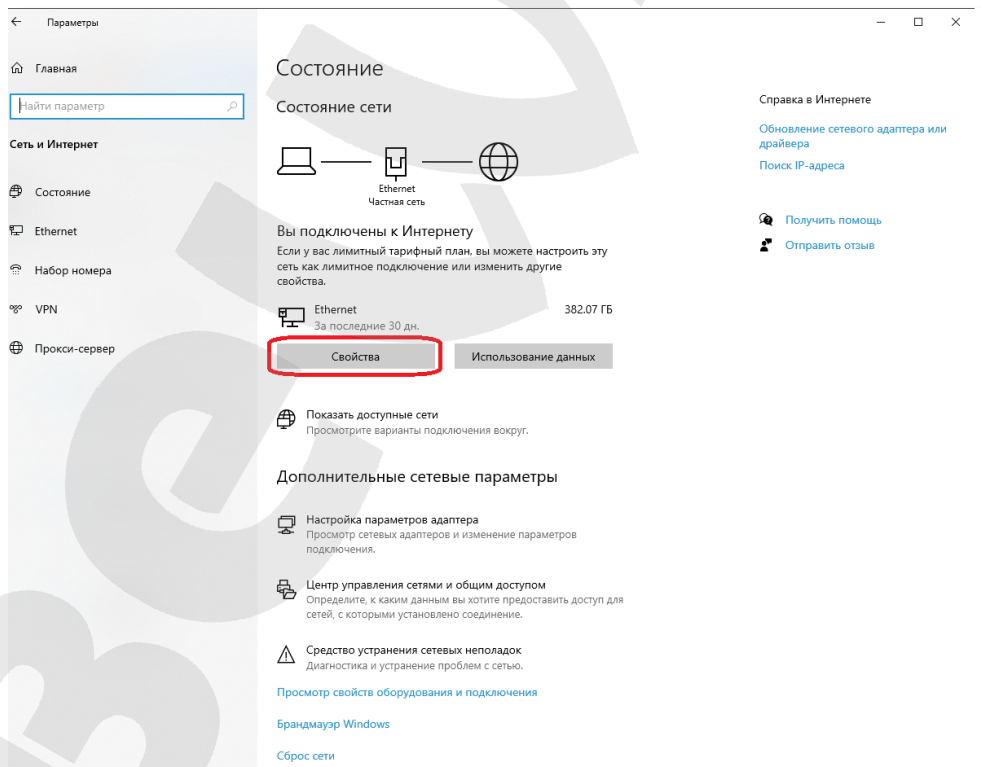 Параметры
Главная
Найти параметр
Сеть и Интернет
Состояние
Ethernet
Набор номера
VPN
Прокси-сервер
Состояние
Состояние сети
Ethernet
Частная сеть
Вы подключены к Интернету
Если у вас лимитный тарифный план, вы можете настроить эту
сеть как лимитное подключение или изменить другие
свойства.
Ethernet 382.07 ГБ
За последние 30 дн.
Свойства Использование данных
Показать доступные сети
Просмотрите варианты подключения вокруг.
Дополнительные сетевые параметры
Настройка параметров адаптера
Просмотр сетевых адаптеров и изменение параметров
подключения.
Центр управления сетями и общим доступом
Определите, к каким данным вы хотите предоставить доступ для
сетей, с которыми установлено соединение.
Средство устранения сетевых неполадок
Диагностика и устранение проблем с сетью.
Просмотр свойств оборудования и подключения
Брандмауэр Windows
Сброс сети
Справка в Интернете
Обновление сетевого адаптера или
драйвера
Поиск IP-адреса
Получить помощь
Отправить отзыв